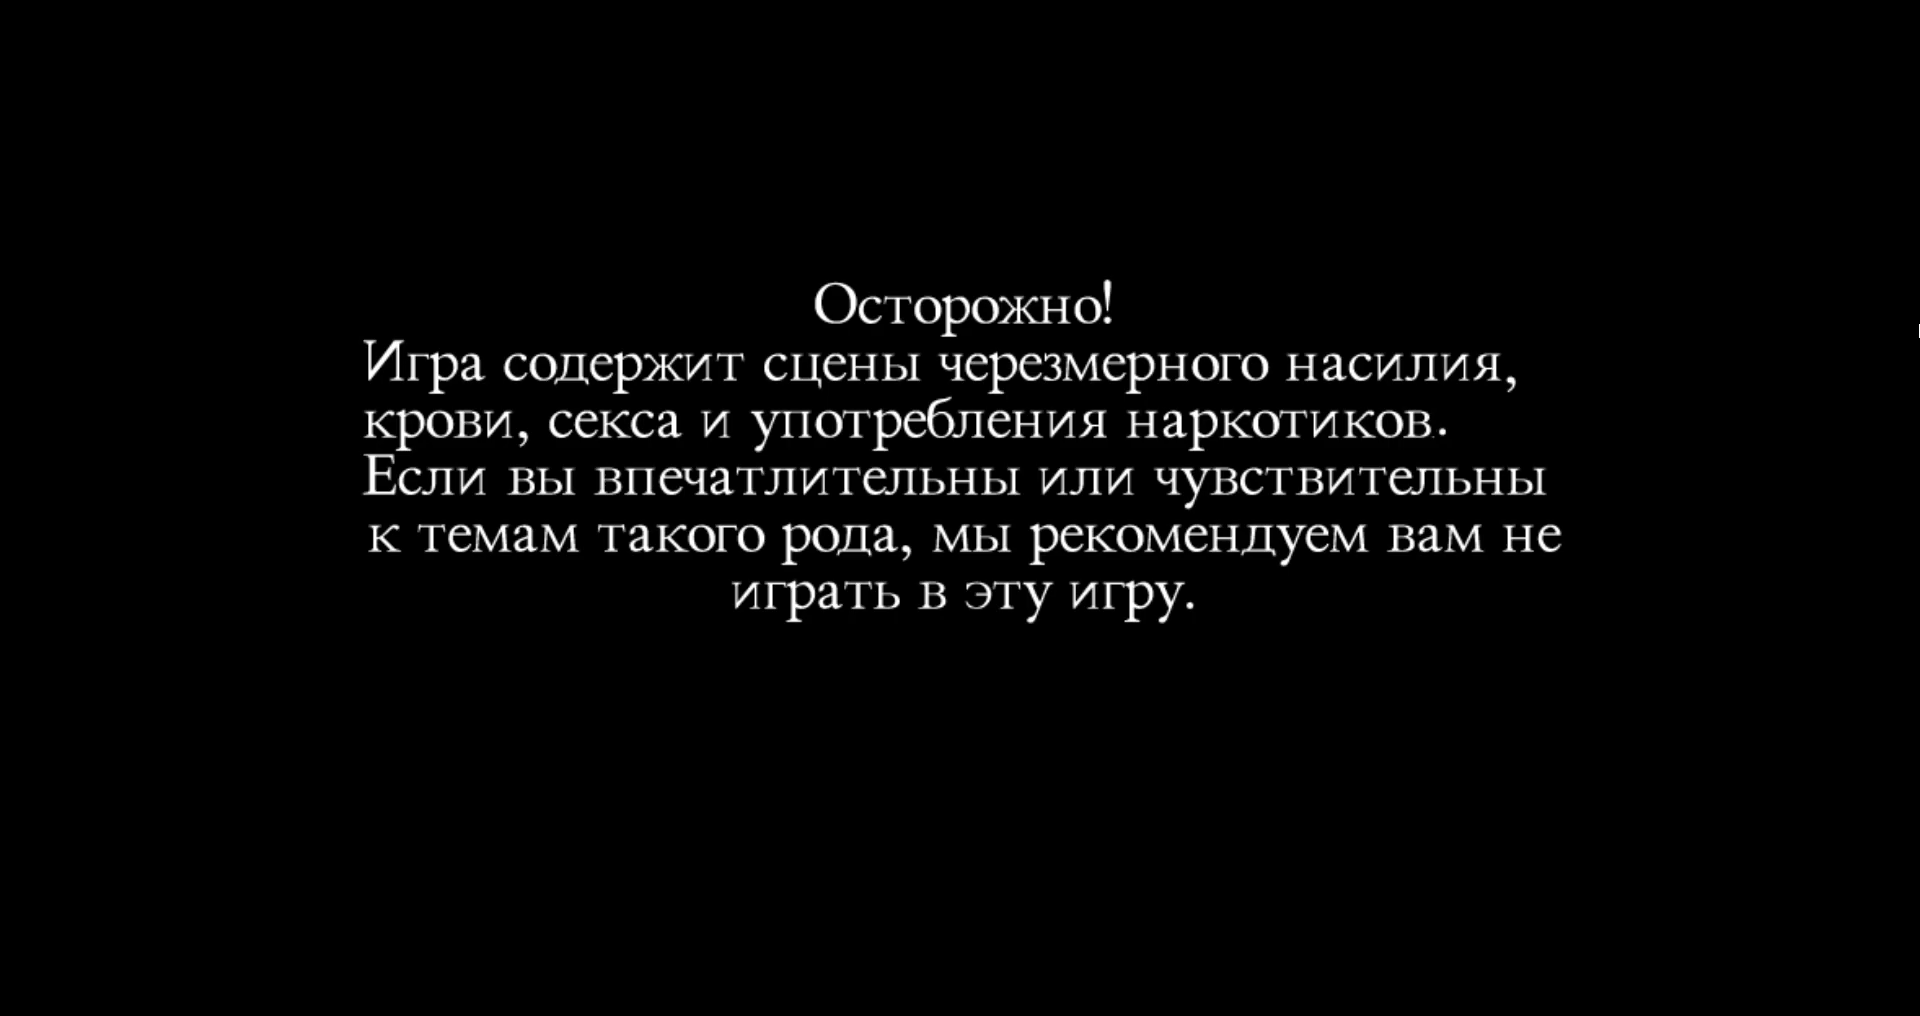 Осторожно!
Игра содержит сцены черезмерного насилия,
крови, секса и употребления наркотиков.
Если вы впечатлительны или чувствительны
к темам такого рода, мы рекомендуем вам не
играть в эту игру.